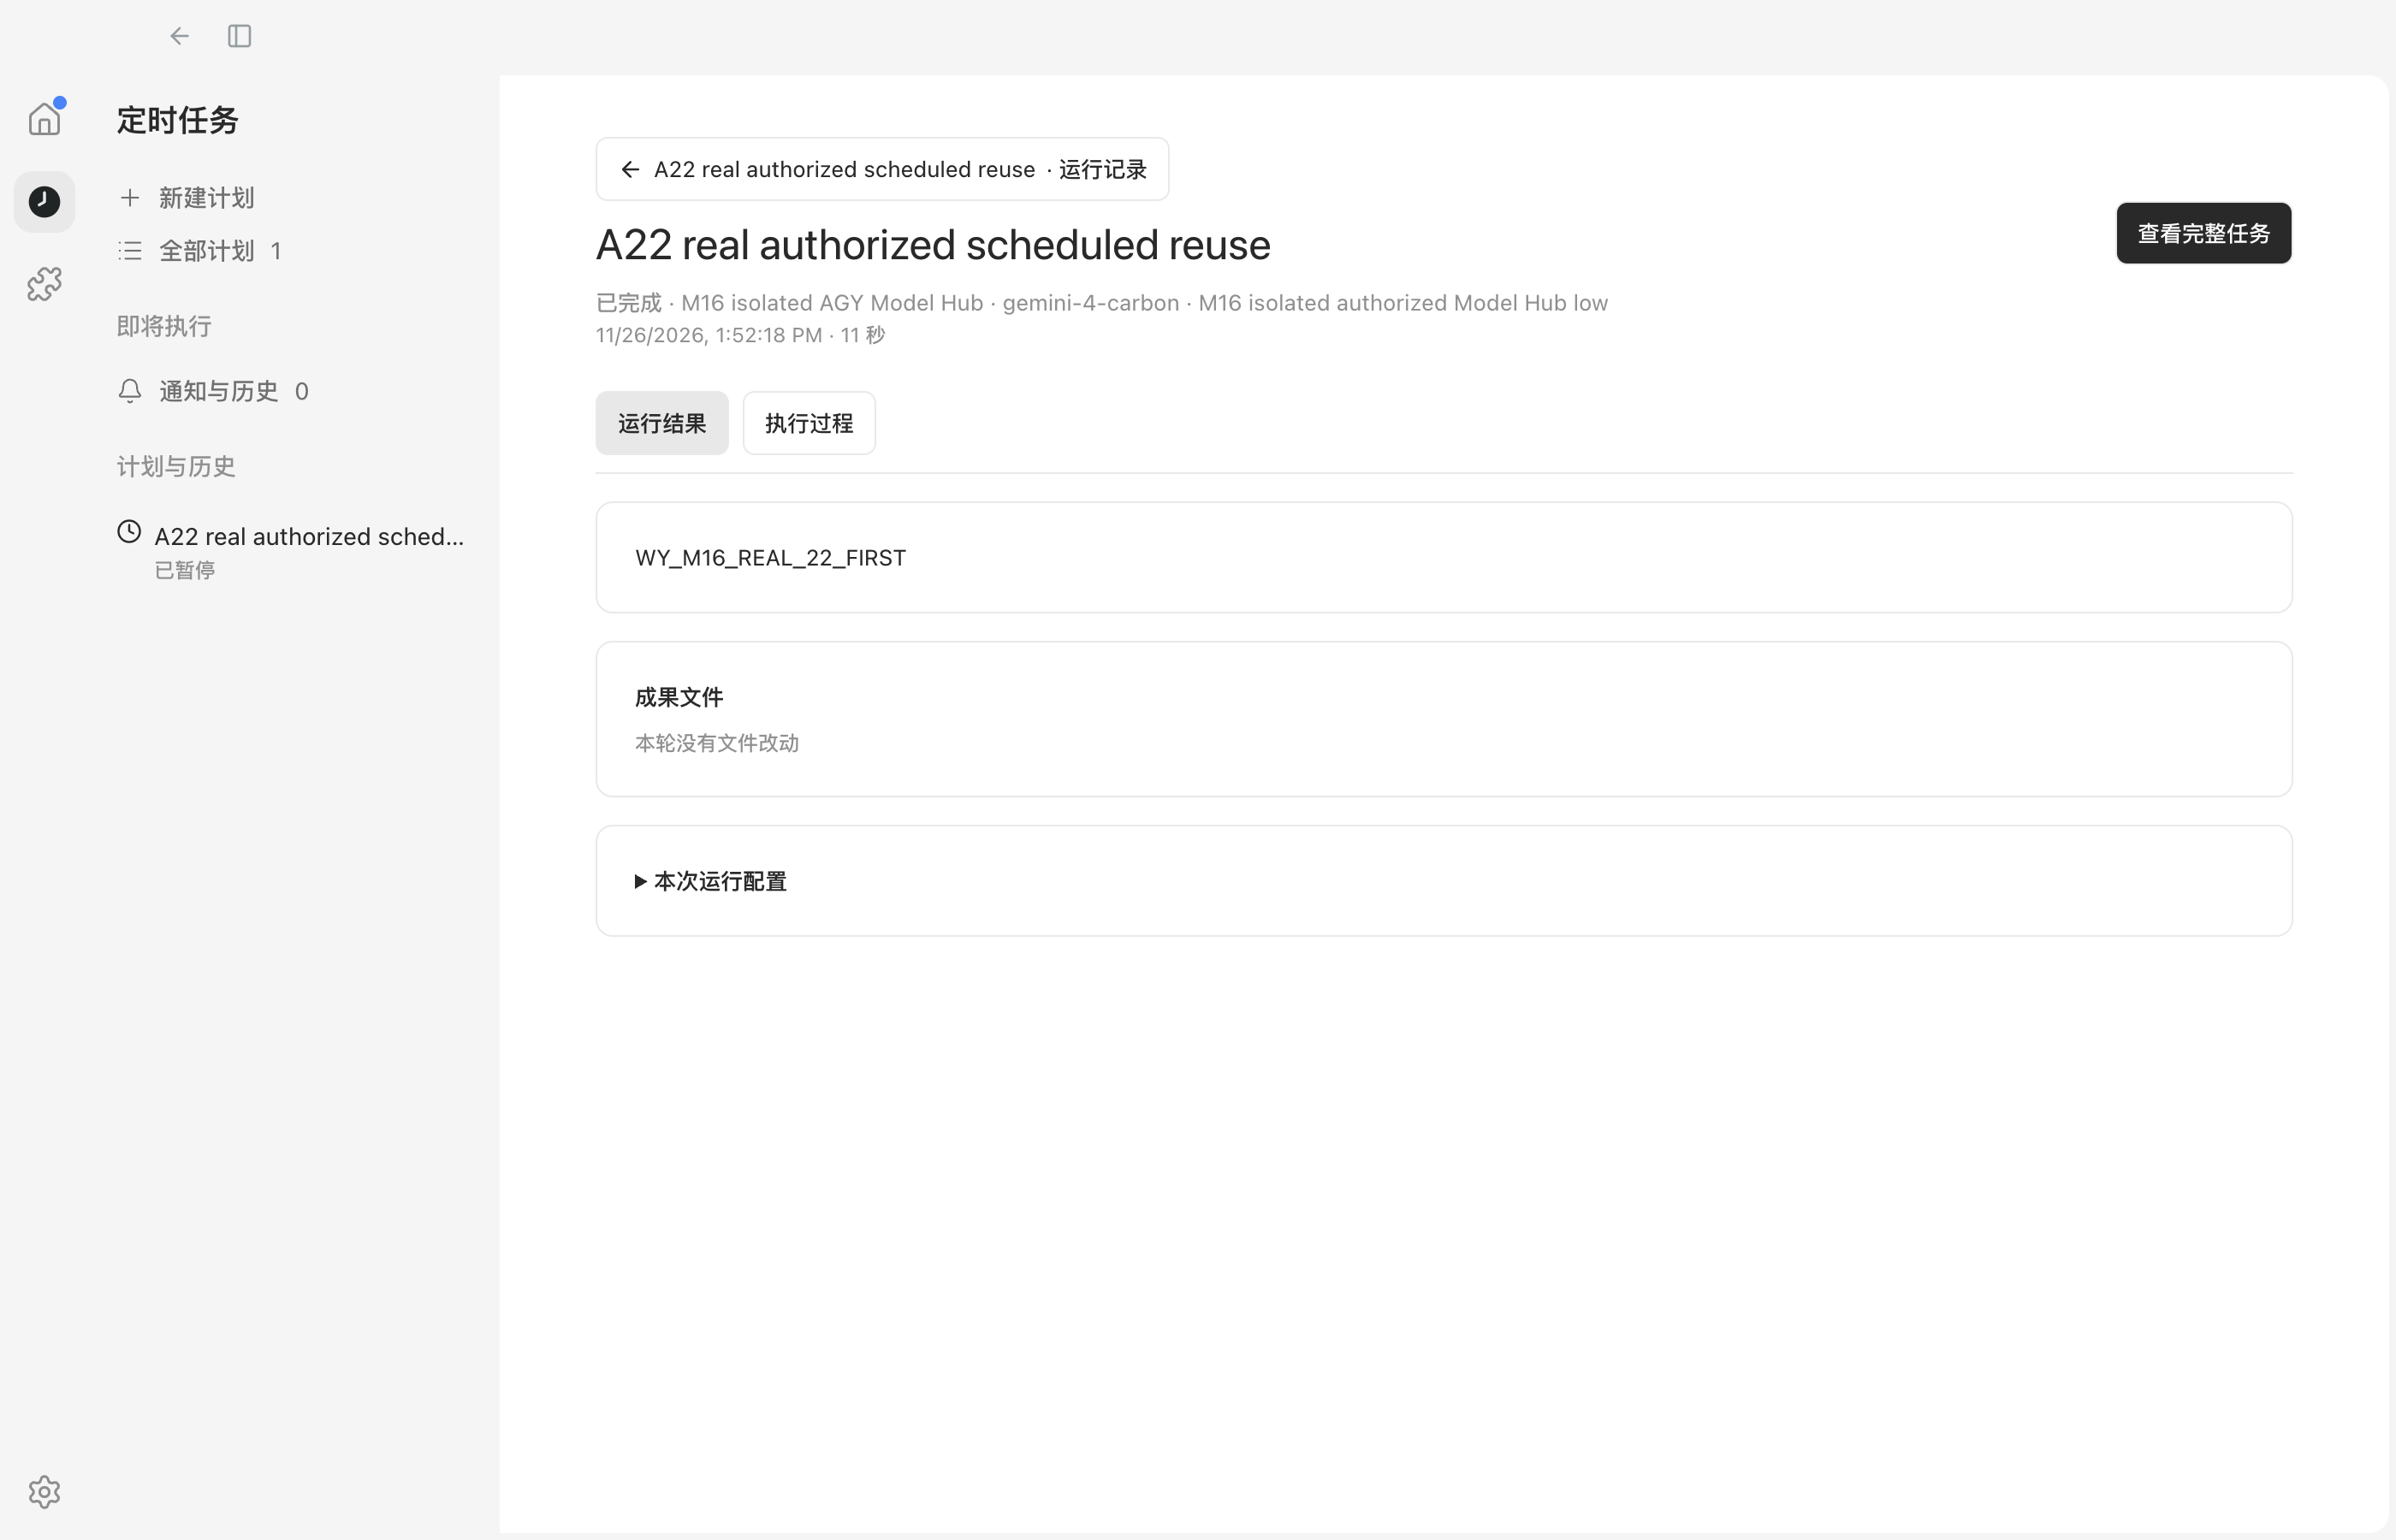 定时任务
新建计划
全部计划 1
即将执行
通知与历史 0
计划与历史
A22 real authorized sched...
已暂停
A22 real authorized scheduled reuse · 运行记录
A22 real authorized scheduled reuse
查看完整任务
已完成 · M16 isolated AGY Model Hub · gemini-4-carbon · M16 isolated authorized Model Hub low
11/26/2026, 1:52:18 PM · 11 秒
运行结果
执行过程
WY_M16_REAL_22_FIRST
成果文件
本轮没有文件改动
本次运行配置